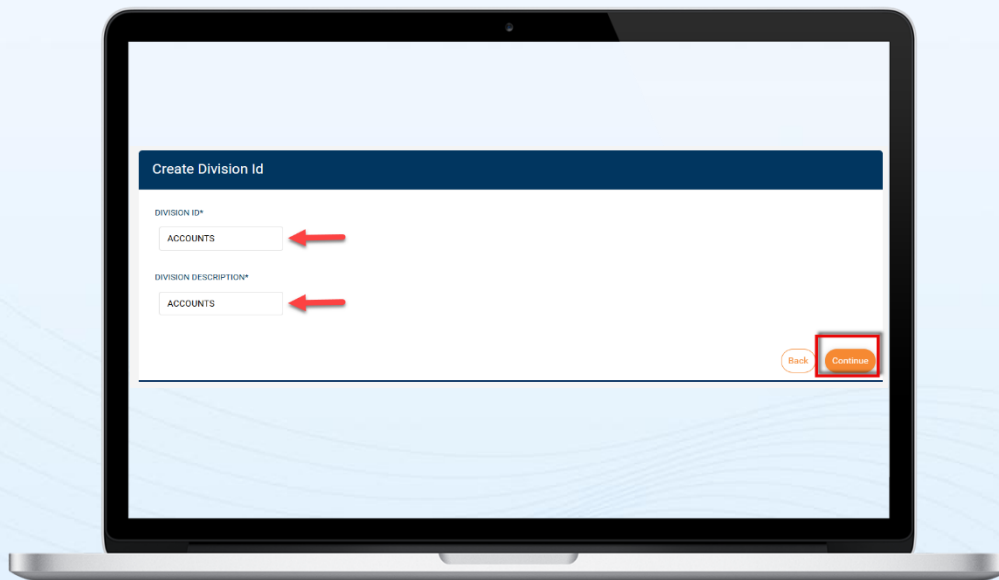 Create Division Id
DIVISION ID*
ACCOUNTS
DIVISION DESCRIPTION*
ACCOUNTS
Back
Continue